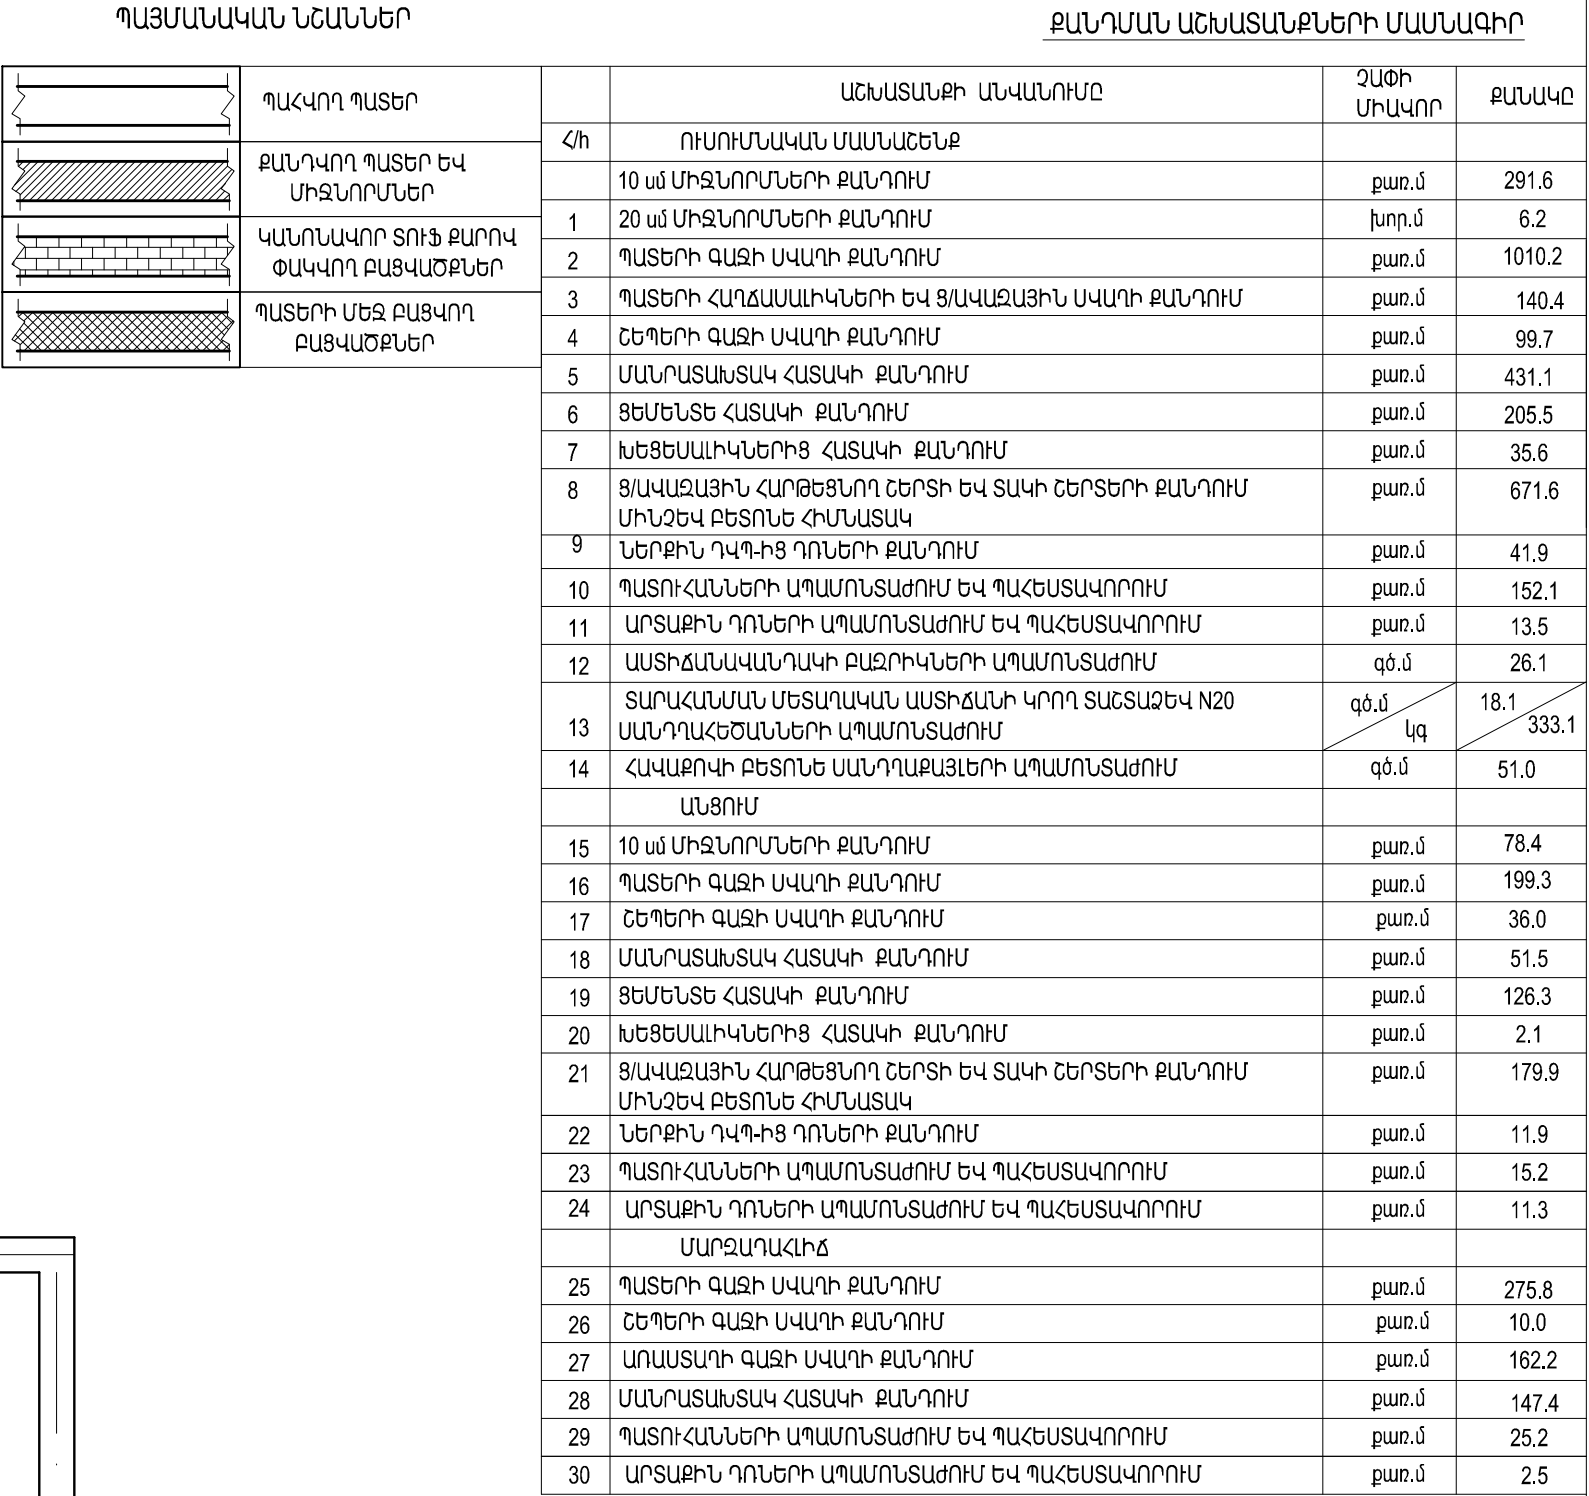 ՊԱՅՄԱՆԱԿԱՆ ՆՇԱՆՆԵՐ
ՊԱՀՎՈՂ ՊԱՏԵՐ
ՔԱՆԴՎՈՂ ՊԱՏԵՐ ԵՎ
ՄԻՋՆՈՐՄՆԵՐ
ԿԱՆՈՆԱՎՈՐ ՏՈՒՖ ՔԱՐՈՎ
ՓԱԿՎՈՂ ԲԱՑՎԱԾՔՆԵՐ
ՊԱՏԵՐԻ ՄԵՋ ԲԱՑՎՈՂ
ԲԱՑՎԱԾՔՆԵՐ
ՔԱՆԴՄԱՆ ԱՇԽԱՏԱՆՔՆԵՐԻ ՄԱՍՆԱԳԻՐ
ԱՇԽԱՏԱՆՔԻ ԱՆՎԱՆՈՒՄԸ ՉԱՓԻ ՄԻԱՎՈՐ ՔԱՆԱԿԸ
Հ/հ ՈՒՍՈՒՄՆԱԿԱՆ ՄԱՍՆԱՇԵՆՔ
10 սմ ՄԻՋՆՈՐՄՆԵՐԻ ՔԱՆԴՈՒՄ քառ.մ 291.6
1 20 սմ ՄԻՋՆՈՐՄՆԵՐԻ ՔԱՆԴՈՒՄ խոր.մ 6.2
2 ՊԱՏԵՐԻ ԳԱՋԻ ՍՎԱՂԻ ՔԱՆԴՈՒՄ քառ.մ 1010.2
3 ՊԱՏԵՐԻ ՀԱՂՃԱՍԱԼԻԿՆԵՐԻ ԵՎ Ց/ԱՎԱԶԱՅԻՆ ՍՎԱՂԻ ՔԱՆԴՈՒՄ քառ.մ 140.4
4 ՇԵՊԵՐԻ ԳԱՋԻ ՍՎԱՂԻ ՔԱՆԴՈՒՄ քառ.մ 99.7
5 ՄԱՆՐԱՏԱԽՏԱԿ ՀԱՏԱԿԻ ՔԱՆԴՈՒՄ քառ.մ 431.1
6 ՑԵՄԵՆՏԵ ՀԱՏԱԿԻ ՔԱՆԴՈՒՄ քառ.մ 205.5
7 ԽԵՑԵՍԱԼԻԿՆԵՐԻՑ ՀԱՏԱԿԻ ՔԱՆԴՈՒՄ քառ.մ 35.6
8 Ց/ԱՎԱԶԱՅԻՆ ՀԱՐԹԵՑՆՈՂ ՇԵՐՏԻ ԵՎ ՏԱԿԻ ՇԵՐՏԵՐԻ ՔԱՆԴՈՒՄ քառ.մ 671.6
ՄԻՆՉԵՎ ԲԵՏՈՆԵ ՀԻՄՆԱՏԱԿ
9 ՆԵՐՔԻՆ ԴՎՊ-ԻՑ ԴՌՆԵՐԻ ՔԱՆԴՈՒՄ քառ.մ 41.9
10 ՊԱՏՈՒՀԱՆՆԵՐԻ ԱՊԱՄՈՆՏԱԺՈՒՄ ԵՎ ՊԱՀԵՍՏԱՎՈՐՈՒՄ քառ.մ 152.1
11 ԱՐՏԱՔԻՆ ԴՌՆԵՐԻ ԱՊԱՄՈՆՏԱԺՈՒՄ ԵՎ ՊԱՀԵՍՏԱՎՈՐՈՒՄ քառ.մ 13.5
12 ԱՍՏԻՃԱՆԱՎԱՆԴԱԿԻ ԲԱԶՐԻԿՆԵՐԻ ԱՊԱՄՈՆՏԱԺՈՒՄ գծ.մ 26.1
ՏԱՐԱՀԱՆՄԱՆ ՄԵՏԱՂԱԿԱՆ ԱՍՏԻՃԱՆԻ ԿՐՈՂ ՏԱՇՏԱՁԵՎ N20 գծ.մ 18.1
13 ՍԱՆԴՂԱՀԵԾԱՆՆԵՐԻ ԱՊԱՄՈՆՏԱԺՈՒՄ կգ 333.1
14 ՀԱՎԱՔՈՎԻ ԲԵՏՈՆԵ ՍԱՆԴՂԱՔԱՅԼԵՐԻ ԱՊԱՄՈՆՏԱԺՈՒՄ գծ.մ 51.0
ԱՆՑՈՒՄ
15 10 սմ ՄԻՋՆՈՐՄՆԵՐԻ ՔԱՆԴՈՒՄ քառ.մ 78.4
16 ՊԱՏԵՐԻ ԳԱՋԻ ՍՎԱՂԻ ՔԱՆԴՈՒՄ քառ.մ 199.3
17 ՇԵՊԵՐԻ ԳԱՋԻ ՍՎԱՂԻ ՔԱՆԴՈՒՄ քառ.մ 36.0
18 ՄԱՆՐԱՏԱԽՏԱԿ ՀԱՏԱԿԻ ՔԱՆԴՈՒՄ քառ.մ 51.5
19 ՑԵՄԵՆՏԵ ՀԱՏԱԿԻ ՔԱՆԴՈՒՄ քառ.մ 126.3
20 ԽԵՑԵՍԱԼԻԿՆԵՐԻՑ ՀԱՏԱԿԻ ՔԱՆԴՈՒՄ քառ.մ 2.1
21 Ց/ԱՎԱԶԱՅԻՆ ՀԱՐԹԵՑՆՈՂ ՇԵՐՏԻ ԵՎ ՏԱԿԻ ՇԵՐՏԵՐԻ ՔԱՆԴՈՒՄ քառ.մ 179.9
ՄԻՆՉԵՎ ԲԵՏՈՆԵ ՀԻՄՆԱՏԱԿ
22 ՆԵՐՔԻՆ ԴՎՊ-ԻՑ ԴՌՆԵՐԻ ՔԱՆԴՈՒՄ քառ.մ 11.9
23 ՊԱՏՈՒՀԱՆՆԵՐԻ ԱՊԱՄՈՆՏԱԺՈՒՄ ԵՎ ՊԱՀԵՍՏԱՎՈՐՈՒՄ քառ.մ 15.2
24 ԱՐՏԱՔԻՆ ԴՌՆԵՐԻ ԱՊԱՄՈՆՏԱԺՈՒՄ ԵՎ ՊԱՀԵՍՏԱՎՈՐՈՒՄ քառ.մ 11.3
ՄԱՐԶԱԴԱՀԼԻՃ
25 ՊԱՏԵՐԻ ԳԱՋԻ ՍՎԱՂԻ ՔԱՆԴՈՒՄ քառ.մ 275.8
26 ՇԵՊԵՐԻ ԳԱՋԻ ՍՎԱՂԻ ՔԱՆԴՈՒՄ քառ.մ 10.0
27 ԱՌԱՍՏԱՂԻ ԳԱՋԻ ՍՎԱՂԻ ՔԱՆԴՈՒՄ քառ.մ 162.2
28 ՄԱՆՐԱՏԱԽՏԱԿ ՀԱՏԱԿԻ ՔԱՆԴՈՒՄ քառ.մ 147.4
29 ՊԱՏՈՒՀԱՆՆԵՐԻ ԱՊԱՄՈՆՏԱԺՈՒՄ ԵՎ ՊԱՀԵՍՏԱՎՈՐՈՒՄ քառ.մ 25.2
30 ԱՐՏԱՔԻՆ ԴՌՆԵՐԻ ԱՊԱՄՈՆՏԱԺՈՒՄ ԵՎ ՊԱՀԵՍՏԱՎՈՐՈՒՄ քառ.մ 2.5